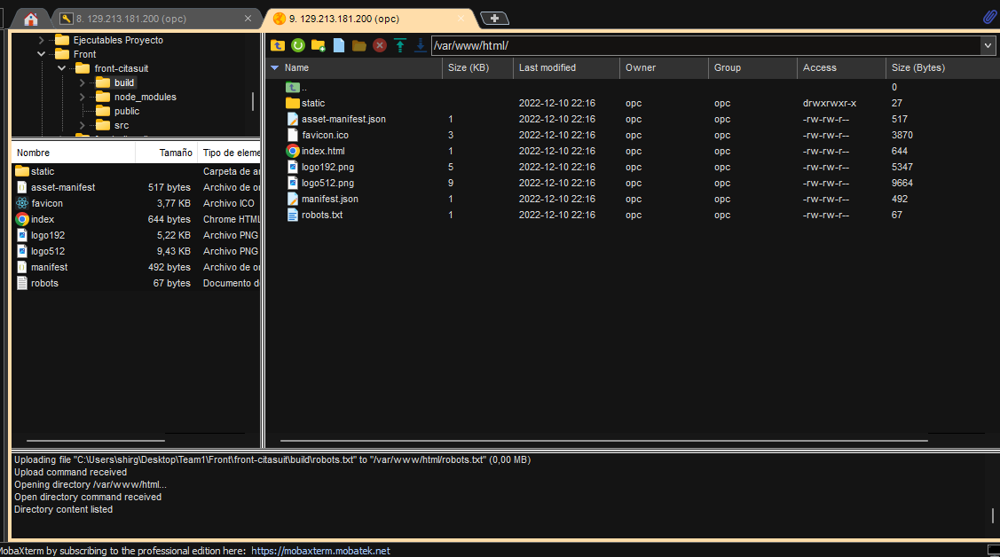 8. 129.213.181.200 (opc)
9. 129.213.181.200 (opc)
Ejecutables Proyecto
Front
front-citasuit
build
node_modules
public
src
Nombre Tamaño Tipo de eleme
static Carpeta de a
asset-manifest 517 bytes Archivo de o
favicon 3,77 KB Archivo ICO
index 644 bytes Chrome HTML
logo192 5,22 KB Archivo PNG
logo512 9,43 KB Archivo PNG
manifest 492 bytes Archivo de o
robots 67 bytes Documento d
/var/www/html/
Name Size (KB) Last modified Owner Group Access Size (Bytes)
.. 0
static 2022-12-10 22:16 opc opc drwxrwxr-x 27
asset-manifest.json 1 2022-12-10 22:16 opc opc -rw-rw-r-- 517
favicon.ico 3 2022-12-10 22:16 opc opc -rw-rw-r-- 3870
index.html 1 2022-12-10 22:16 opc opc -rw-rw-r-- 644
logo192.png 5 2022-12-10 22:16 opc opc -rw-rw-r-- 5347
logo512.png 9 2022-12-10 22:16 opc opc -rw-rw-r-- 9664
manifest.json 1 2022-12-10 22:16 opc opc -rw-rw-r-- 492
robots.txt 1 2022-12-10 22:16 opc opc -rw-rw-r-- 67
Uploading file "C:\Users\shirg\Desktop\Team1\Front\front-citasuit\build\robots.txt" to "/var/www/html/robots.txt" (0,00 MB)
Upload command received
Opening directory /var/www/html...
Open directory command received
Directory content listed
MobaXterm by subscribing to the professional edition here: https://mobaxterm.mobatek.net